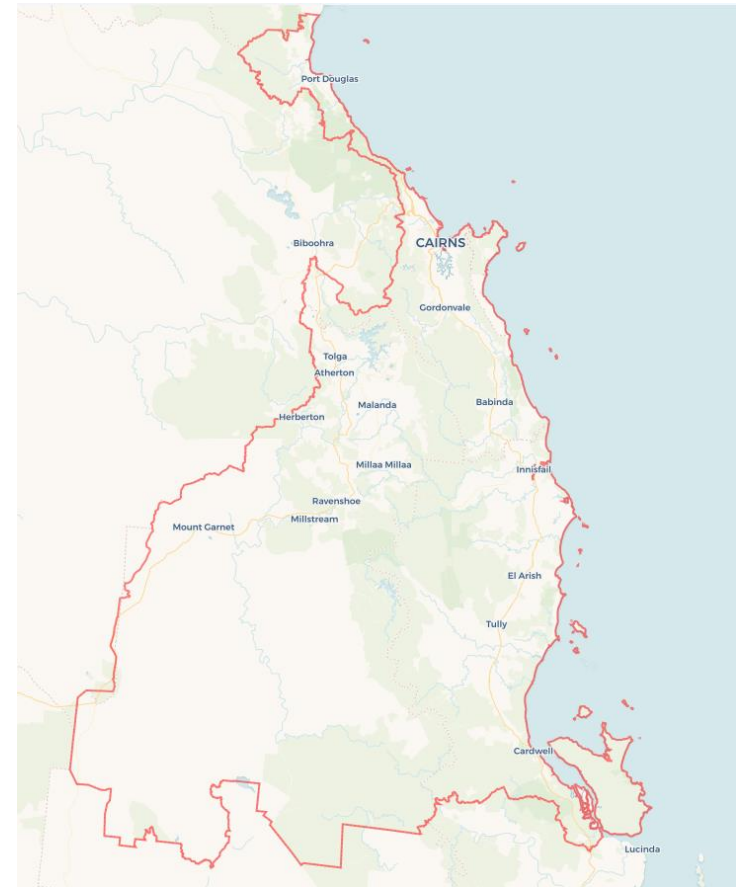 Port Douglas
Biboohra
CAIRNS
Gordonvale
Tolga
Atherton
Malanda
Babinda
Herberton
Millaa Millaa
Innisfail
Ravenshoe
Millstream
Mount Garnet
El Arish
Tully
Cardwell
Lucinda